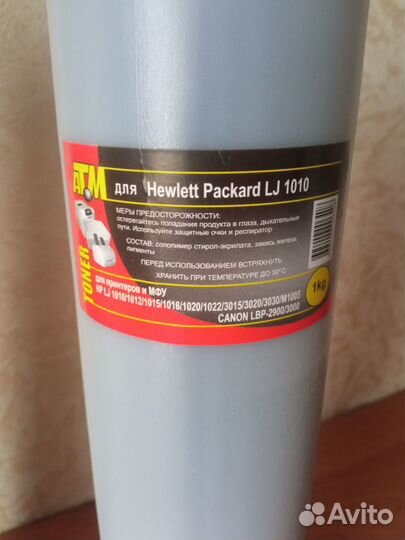 ATM
для Hewlett Packard LJ 1010
МЕРЫ ПРЕДОСТОРОЖНОСТИ:
остерегайтесь попадания продукта в глаза, дыхательные
пути. Используйте защитные очки и респиратор
СОСТАВ: сополимер стирол-акрилата, закись железа,
пигменты
ПЕРЕД ИСПОЛЬЗОВАНИЕМ ВСТРЯХНУТЬ
ХРАНИТЬ ПРИ ТЕМПЕРАТУРЕ ДО 30°C
TONER
для принтеров и МФУ
HP LJ 1010/1012/1015/1018/1020/1022/3015/3020/3030/M1005
CANON LBP-2900/3000
1kg
Avito